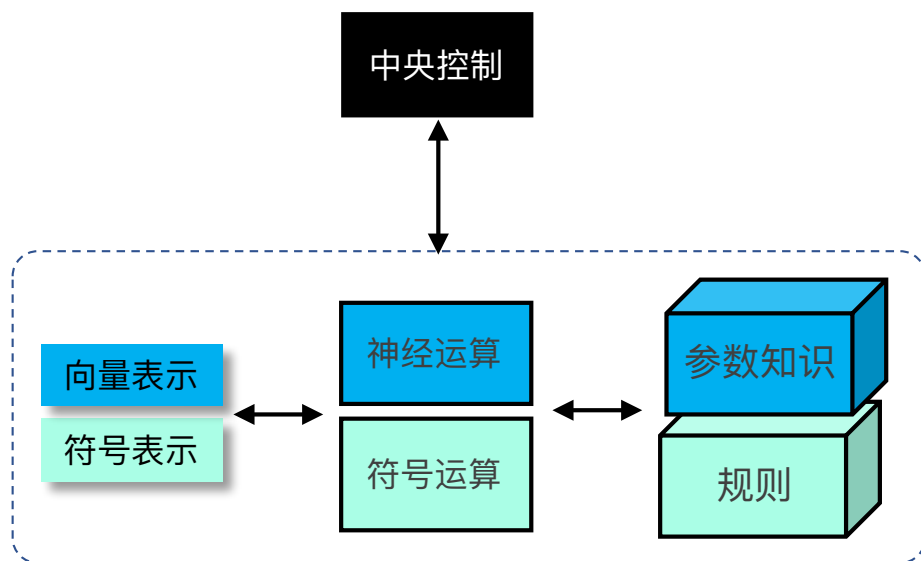 中央控制
向量表示
符号表示
神经运算
符号运算
参数知识
规则